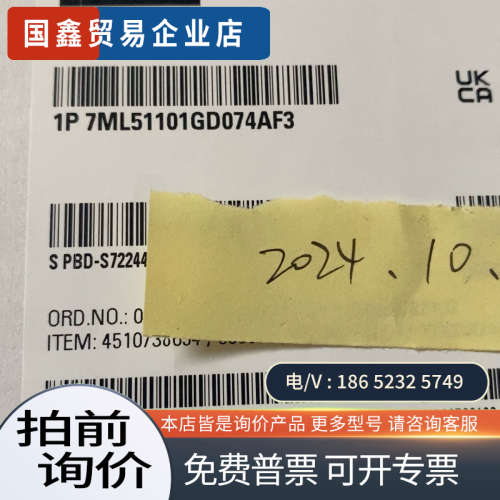 国鑫贸易企业店
UK
CA
1P 7ML51101GD074AF3
S PBD-S72244
2024.10.
ORD.NO.: 0
ITEM: 4510738634 /
电/V : 186 5232 5749
拍前
询价
本店皆是询价产品 更多型号 请咨询客服
免费普票 可开专票